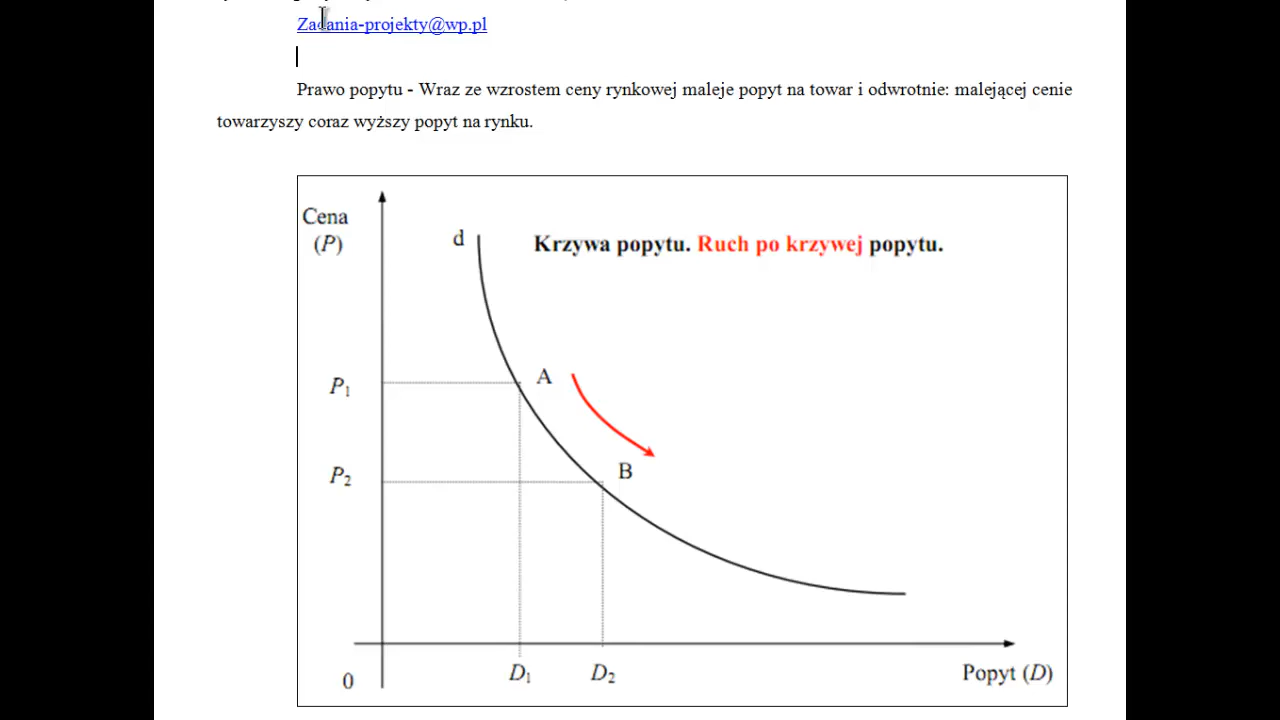 Zadania-projekty@wp.pl
Prawo popytu - Wraz ze wzrostem ceny rynkowej maleje popyt na towar i odwrotnie: malejącej cenie
towarzyszy coraz wyższy popyt na rynku.
Cena
(P)
d
Krzywa popytu. Ruch po krzywej popytu.
P1
A
P2
B
0
D1
D2
Popyt (D)